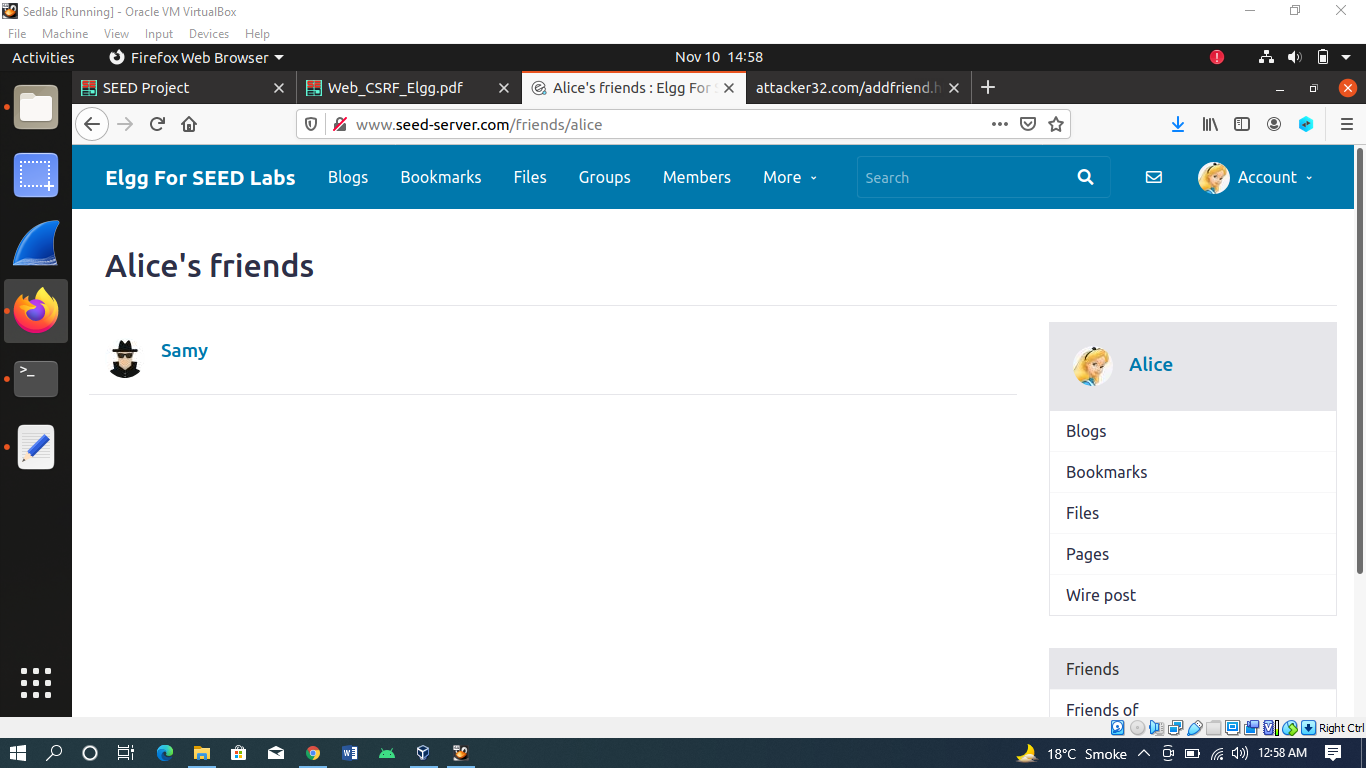 Sedlab [Running] - Oracle VM VirtualBox
File Machine View Input Devices Help
Activities Firefox Web Browser Nov 10 14:58
SEED Project Web_CSRF_Elgg.pdf Alice's friends : Elgg For attacker32.com/addfriend.h
www.seed-server.com/friends/alice
Elgg For SEED Labs Blogs Bookmarks Files Groups Members More Search Account
Alice's friends
Samy
Alice
Blogs
Bookmarks
Files
Pages
Wire post
Friends
Friends of
Right Ctrl
18°C Smoke 12:58 AM